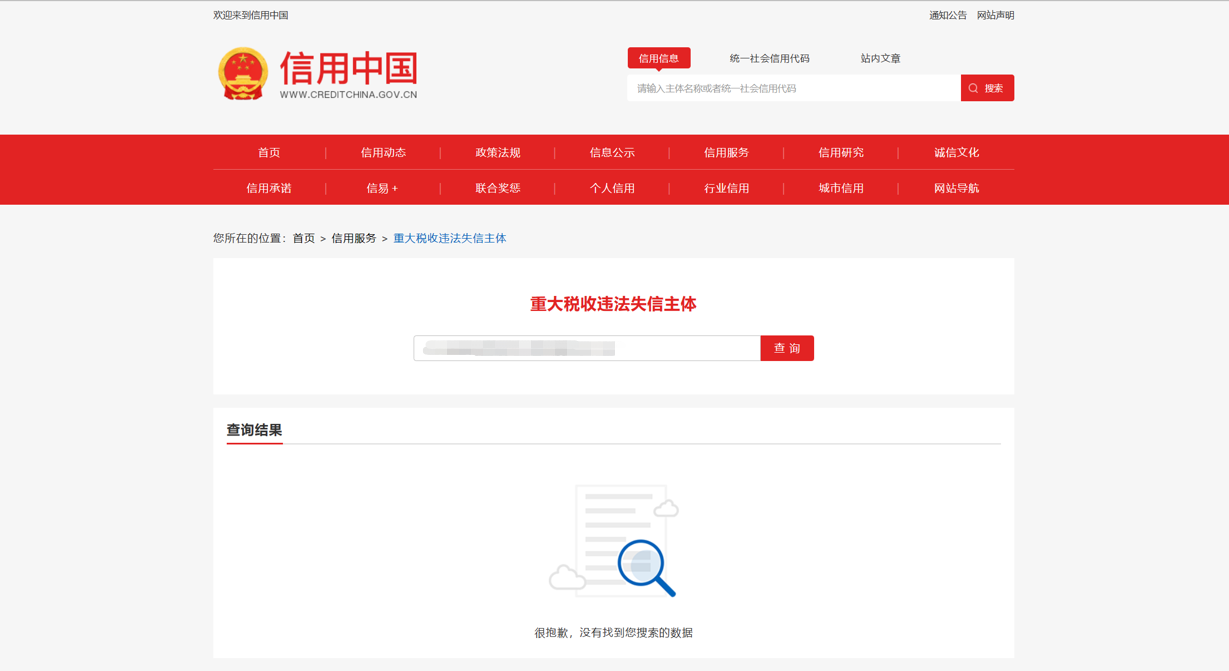 欢迎来到信用中国 通知公告 网站声明
信用中国
WWW.CREDITCHINA.GOV.CN
信用信息 统一社会信用代码 站内文章
请输入主体名称或者统一社会信用代码 搜索
首页 信用动态 政策法规 信息公示 信用服务 信用研究 诚信文化
信用承诺 信易+ 联合奖惩 个人信用 行业信用 城市信用 网站导航
您所在的位置：首页 > 信用服务 > 重大税收违法失信主体
重大税收违法失信主体
查 询
查询结果
很抱歉，没有找到您搜索的数据